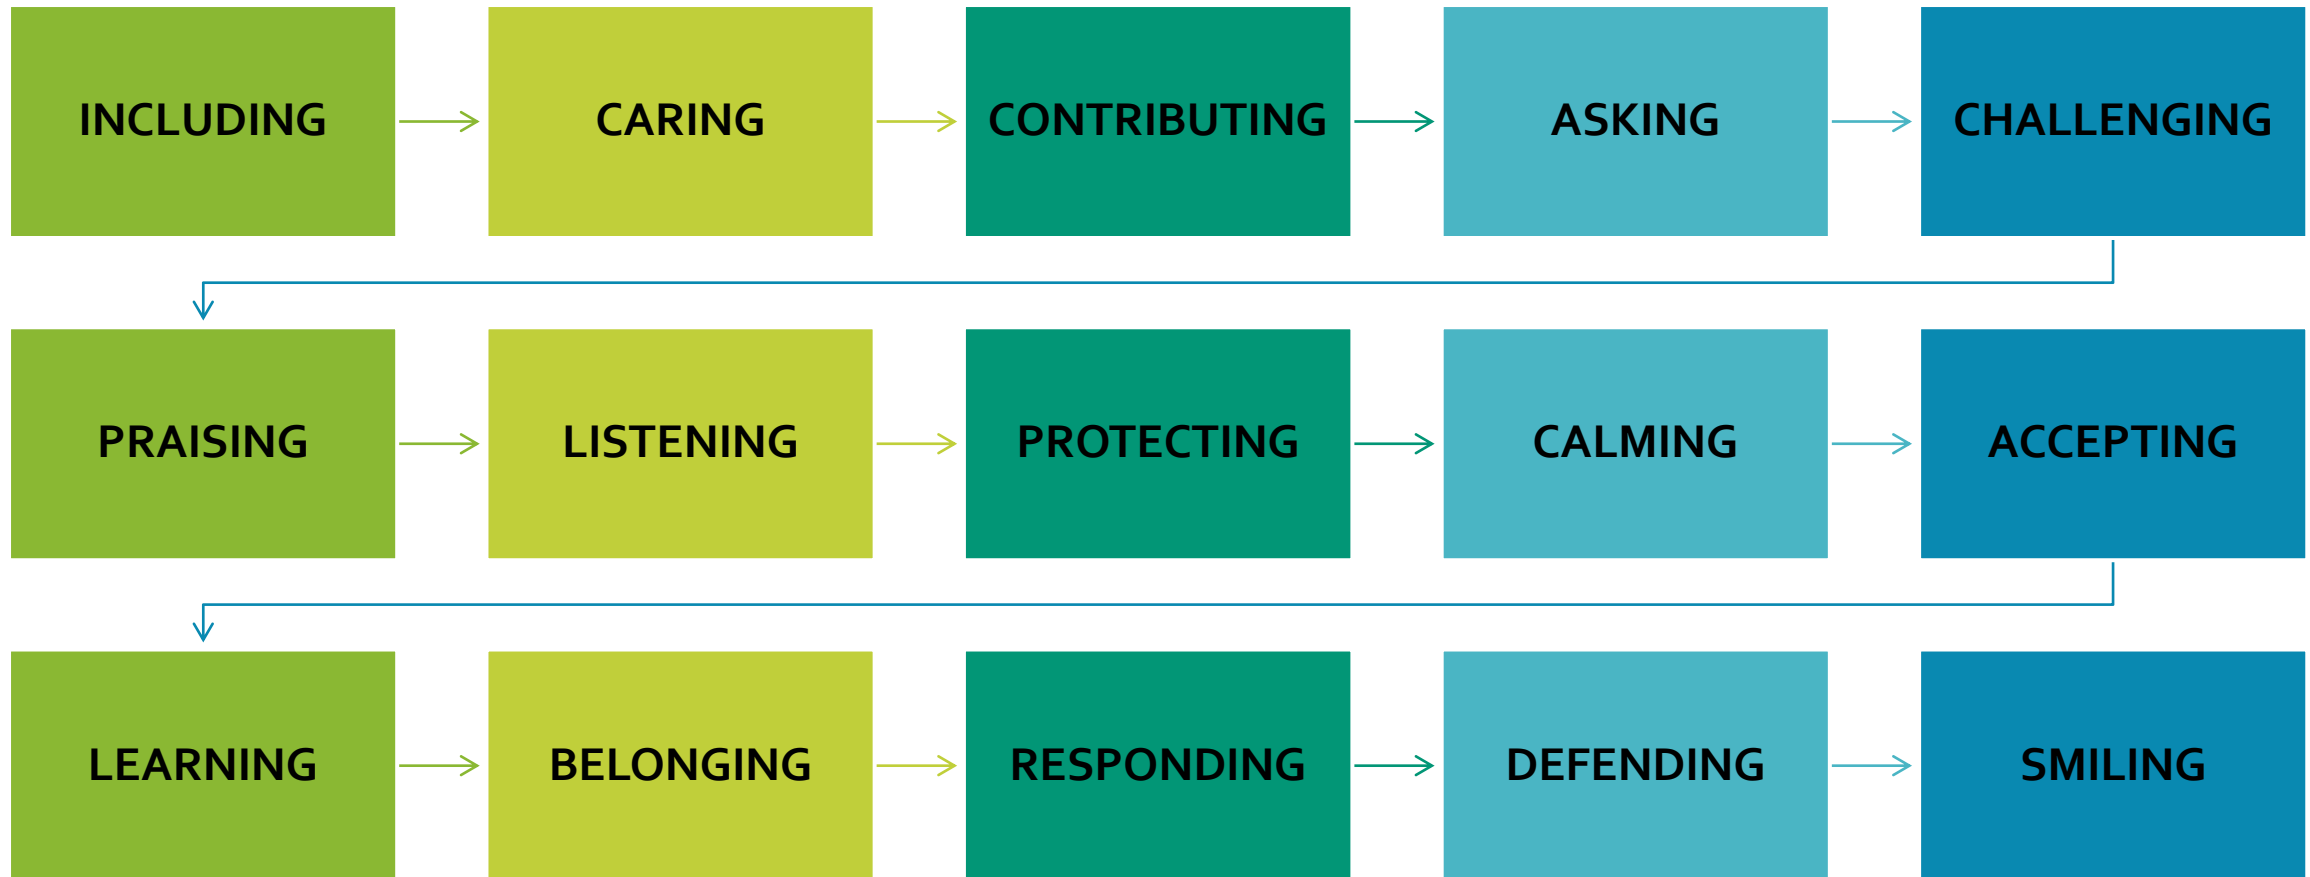 INCLUDING
CARING
CONTRIBUTING
ASKING
CHALLENGING
PRAISING
LISTENING
PROTECTING
CALMING
ACCEPTING
LEARNING
BELONGING
RESPONDING
DEFENDING
SMILING